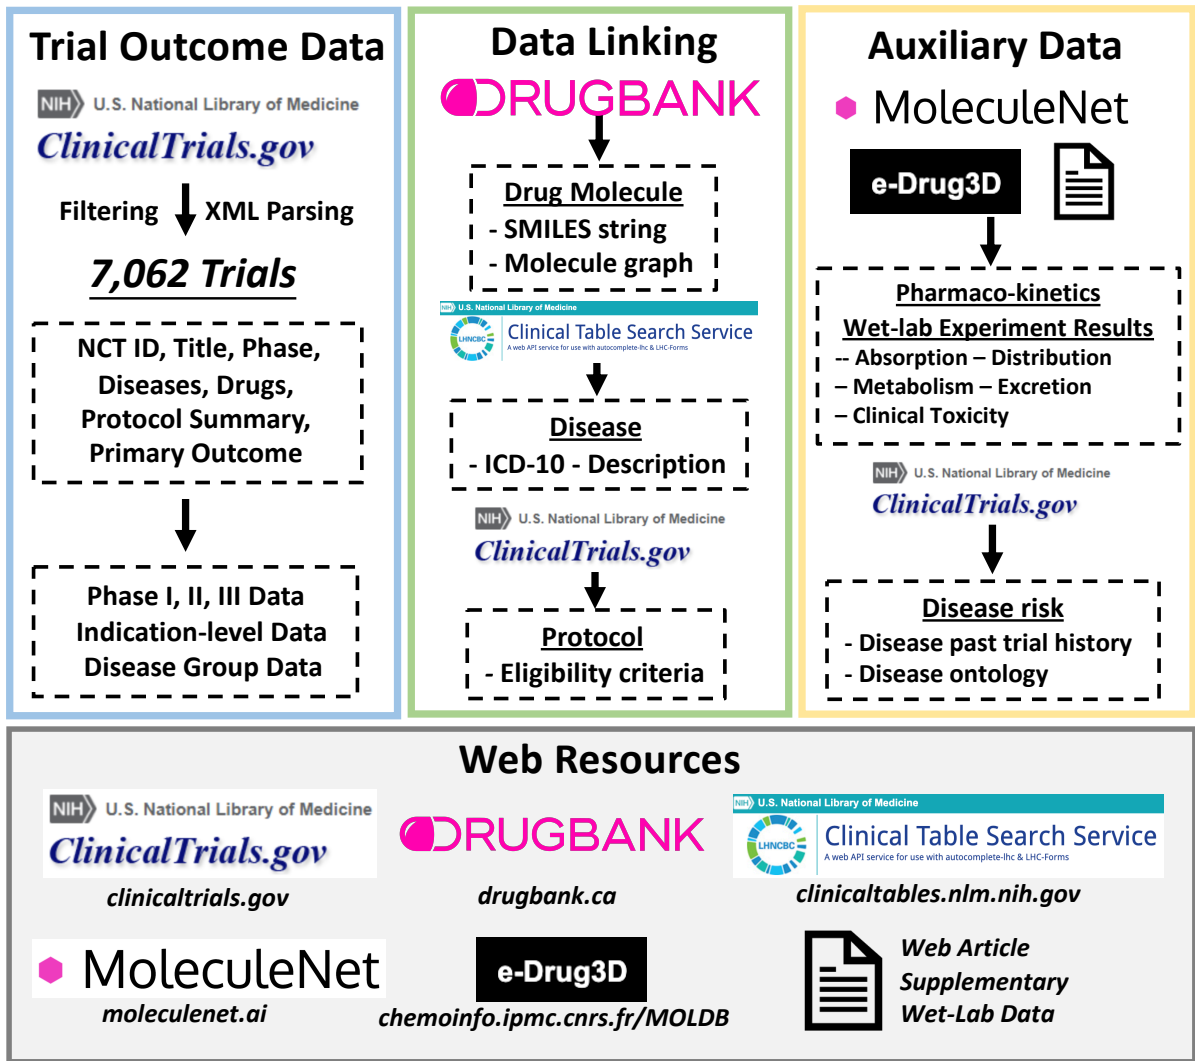 Trial Outcome Data
NIH U.S. National Library of Medicine
ClinicalTrials.gov
Filtering XML Parsing
7,062 Trials
NCT ID, Title, Phase,
Diseases, Drugs,
Protocol Summary,
Primary Outcome
Phase I, II, III Data
Indication-level Data
Disease Group Data
Data Linking
DRUGBANK
Drug Molecule
- SMILES string
- Molecule graph
NIH U.S. National Library of Medicine
LHNCBC Clinical Table Search Service
A web API service for use with autocomplete-lhc & LHC-Forms
Disease
- ICD-10 - Description
NIH U.S. National Library of Medicine
ClinicalTrials.gov
Protocol
- Eligibility criteria
Auxiliary Data
MoleculeNet
e-Drug3D
Pharmaco-kinetics
Wet-lab Experiment Results
-- Absorption – Distribution
– Metabolism – Excretion
– Clinical Toxicity
NIH U.S. National Library of Medicine
ClinicalTrials.gov
Disease risk
- Disease past trial history
- Disease ontology
Web Resources
NIH U.S. National Library of Medicine
ClinicalTrials.gov
clinicaltrials.gov
DRUGBANK
drugbank.ca
NIH U.S. National Library of Medicine
LHNCBC Clinical Table Search Service
A web API service for use with autocomplete-lhc & LHC-Forms
clinicaltables.nlm.nih.gov
MoleculeNet
moleculenet.ai
e-Drug3D
chemoinfo.ipmc.cnrs.fr/MOLDB
Web Article
Supplementary
Wet-Lab Data